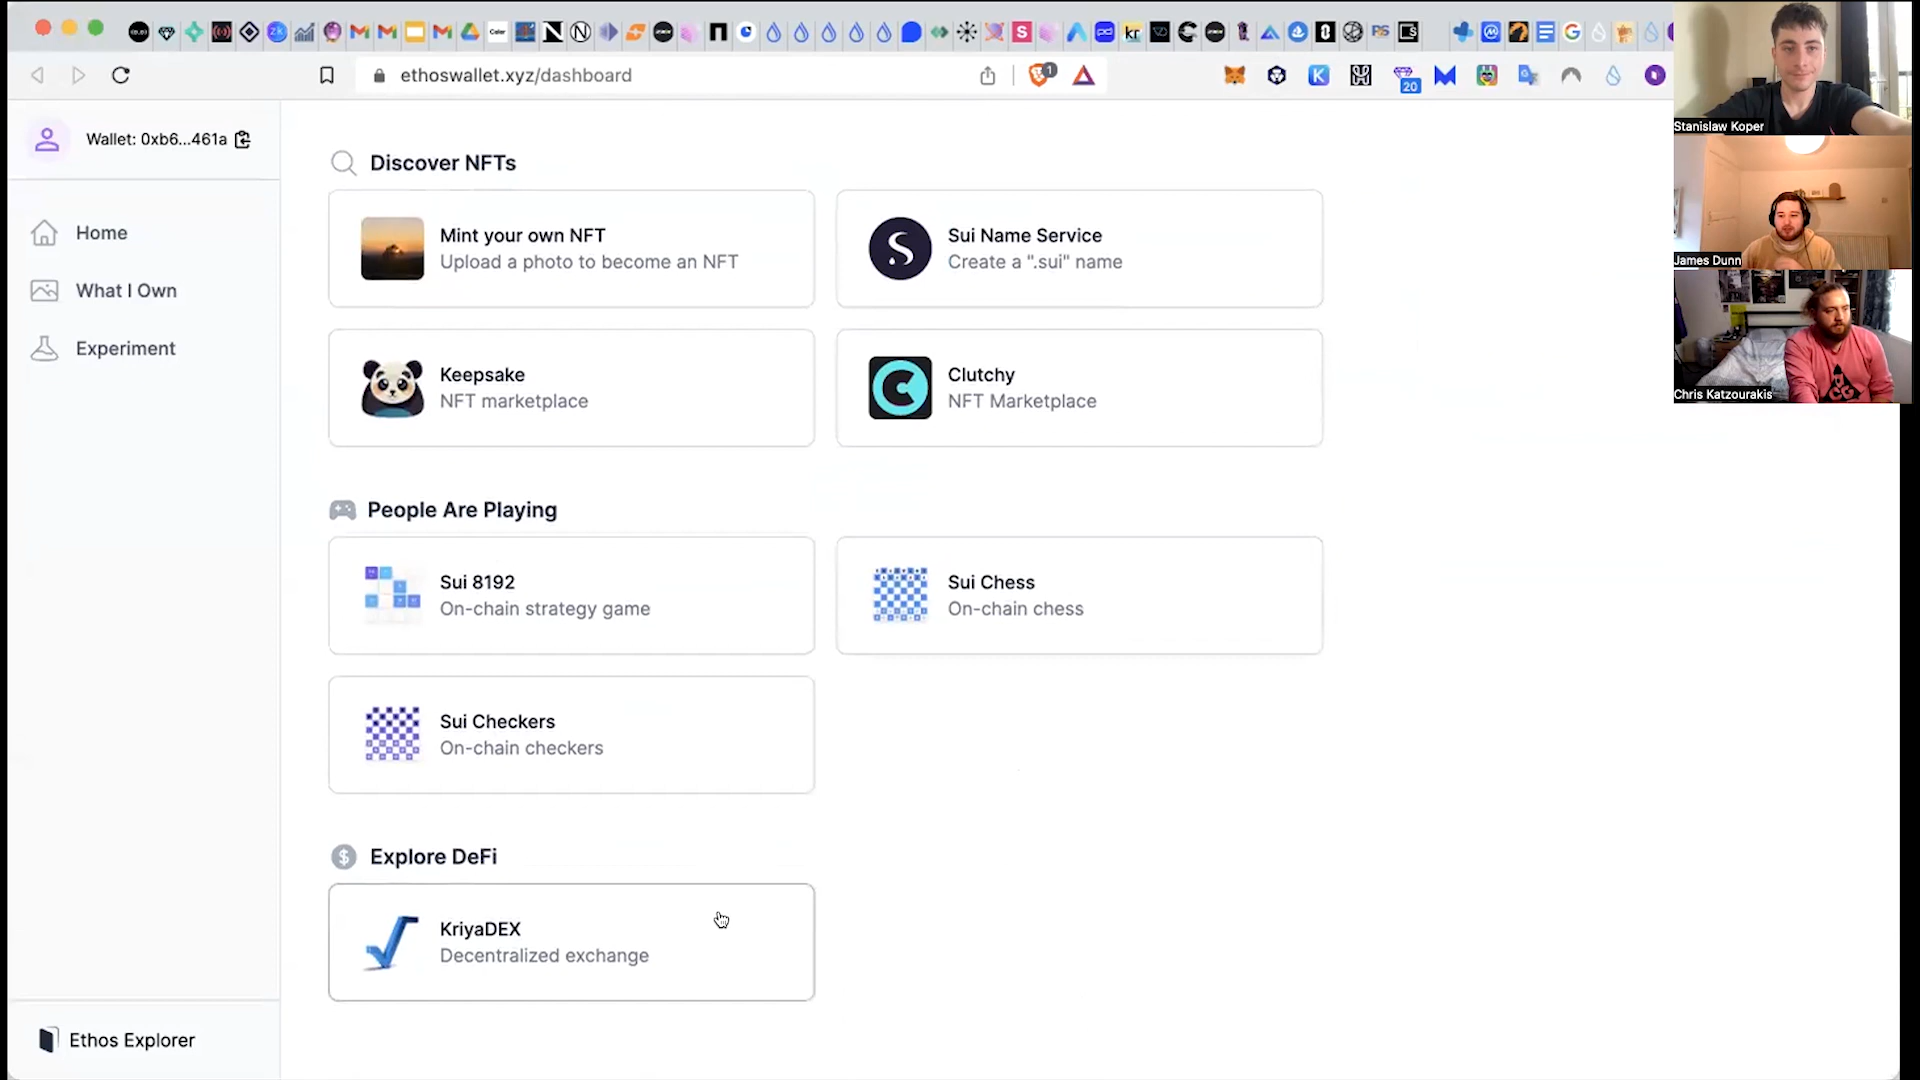 ethoswallet.xyz/dashboard
1
20
Stanislaw Koper
James Dunn
Chris Katzourakis
Wallet: 0xb6...461a
Home
What I Own
Experiment
Ethos Explorer
Discover NFTs
Mint your own NFT
Upload a photo to become an NFT
Sui Name Service
Create a ".sui" name
Keepsake
NFT marketplace
Clutchy
NFT Marketplace
People Are Playing
Sui 8192
On-chain strategy game
Sui Chess
On-chain chess
Sui Checkers
On-chain checkers
Explore DeFi
KriyaDEX
Decentralized exchange